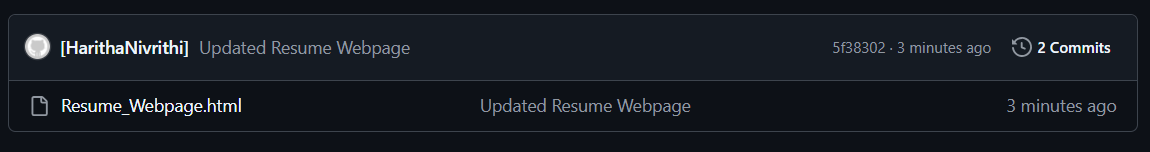 [HarithaNivrithi] Updated Resume Webpage 5f38302 · 3 minutes ago 2 Commits
Resume_Webpage.html Updated Resume Webpage 3 minutes ago